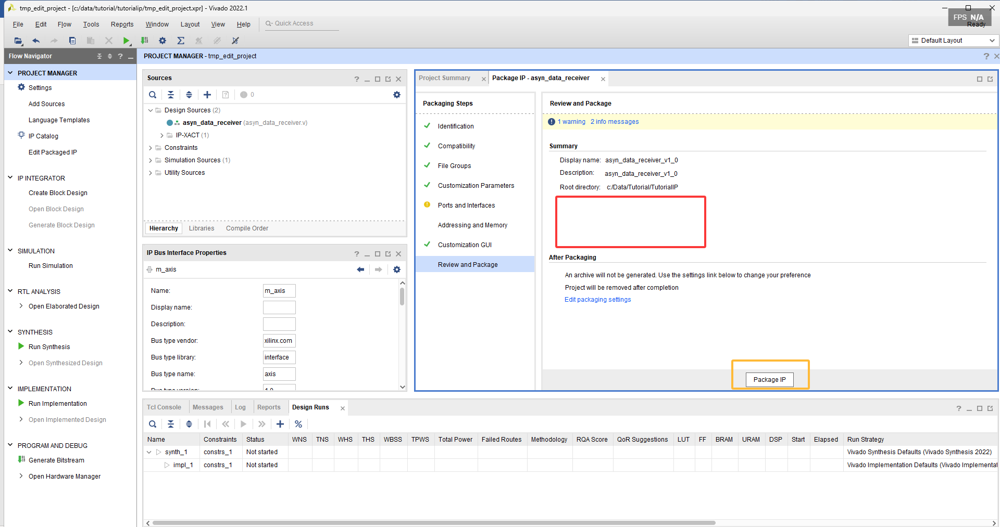 tmp_edit_project - [c:/data/tutorial/tutorialip/tmp_edit_project.xpr] - Vivado 2022.1
FPS N/A
File Edit Flow Tools Reports Window Layout View Help Quick Access
Ready
Default Layout
Flow Navigator
PROJECT MANAGER
Settings
Add Sources
Language Templates
IP Catalog
Edit Packaged IP
IP INTEGRATOR
Create Block Design
Open Block Design
Generate Block Design
SIMULATION
Run Simulation
RTL ANALYSIS
Open Elaborated Design
SYNTHESIS
Run Synthesis
Open Synthesized Design
IMPLEMENTATION
Run Implementation
Open Implemented Design
PROGRAM AND DEBUG
Generate Bitstream
Open Hardware Manager
PROJECT MANAGER - tmp_edit_project
Sources
0
Design Sources (2)
asyn_data_receiver (asyn_data_receiver.v)
IP-XACT (1)
Constraints
Simulation Sources (1)
Utility Sources
Hierarchy Libraries Compile Order
IP Bus Interface Properties
m_axis
Name: m_axis
Display name:
Description:
Bus type vendor: xilinx.com
Bus type library: interface
Bus type name: axis
Bus type version: 1.0
Project Summary Package IP - asyn_data_receiver
Packaging Steps
Identification
Compatibility
File Groups
Customization Parameters
Ports and Interfaces
Addressing and Memory
Customization GUI
Review and Package
Review and Package
1 warning 2 info messages
Summary
Display name: asyn_data_receiver_v1_0
Description: asyn_data_receiver_v1_0
Root directory: c:/Data/Tutorial/TutorialIP
After Packaging
An archive will not be generated. Use the settings link below to change your preference
Project will be removed after completion
Edit packaging settings
Package IP
Tcl Console Messages Log Reports Design Runs
Name Constraints Status WNS TNS WHS THS WBSS TPWS Total Power Failed Routes Methodology RQA Score QoR Suggestions LUT FF BRAM URAM DSP Start Elapsed Run Strategy
synth_1 constrs_1 Not started Vivado Synthesis Defaults (Vivado Synthesis 2022)
impl_1 constrs_1 Not started Vivado Implementation Defaults (Vivado Implementat